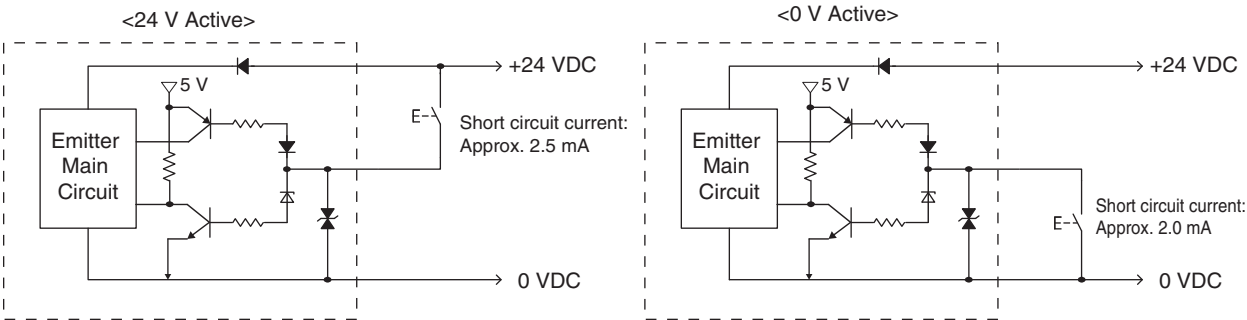 <24 V Active>
+24 VDC
5 V
Emitter
Main
Circuit
E
Short circuit current:
Approx. 2.5 mA
0 VDC
<0 V Active>
+24 VDC
5 V
Emitter
Main
Circuit
E
Short circuit current:
Approx. 2.0 mA
0 VDC